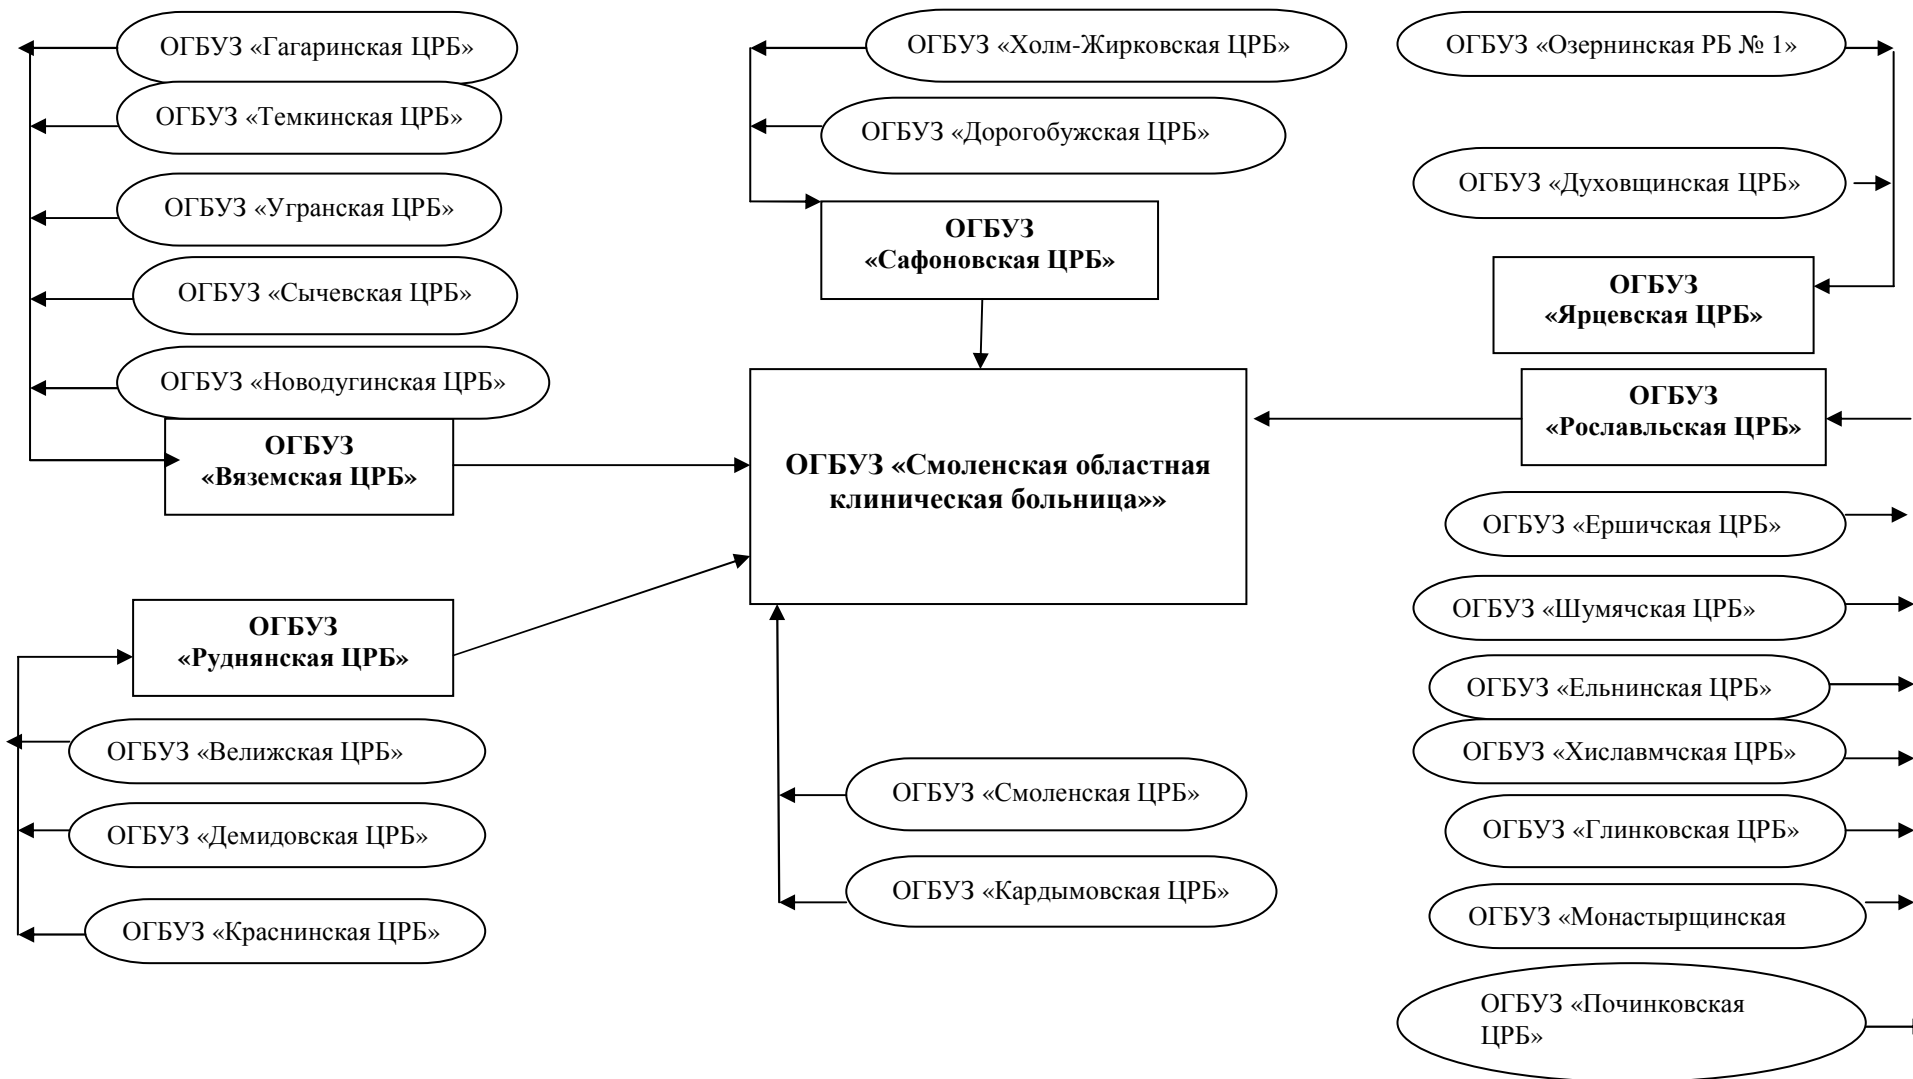 ОГБУЗ «Гагаринская ЦРБ»
ОГБУЗ «Темкинская ЦРБ»
ОГБУЗ «Угранская ЦРБ»
ОГБУЗ «Сычевская ЦРБ»
ОГБУЗ «Новодугинская ЦРБ»
ОГБУЗ
«Вяземская ЦРБ»
ОГБУЗ
«Руднянская ЦРБ»
ОГБУЗ «Велижская ЦРБ»
ОГБУЗ «Демидовская ЦРБ»
ОГБУЗ «Краснинская ЦРБ»
ОГБУЗ «Холм-Жирковская ЦРБ»
ОГБУЗ «Дорогобужская ЦРБ»
ОГБУЗ
«Сафоновская ЦРБ»
ОГБУЗ «Смоленская областная
клиническая больница»»
ОГБУЗ «Смоленская ЦРБ»
ОГБУЗ «Кардымовская ЦРБ»
ОГБУЗ «Озернинская РБ № 1»
ОГБУЗ «Духовщинская ЦРБ»
ОГБУЗ
«Ярцевская ЦРБ»
ОГБУЗ
«Рославльская ЦРБ»
ОГБУЗ «Ершичская ЦРБ»
ОГБУЗ «Шумячская ЦРБ»
ОГБУЗ «Ельнинская ЦРБ»
ОГБУЗ «Хиславмчская ЦРБ»
ОГБУЗ «Глинковская ЦРБ»
ОГБУЗ «Монастырщинская
ОГБУЗ «Починковская
ЦРБ»